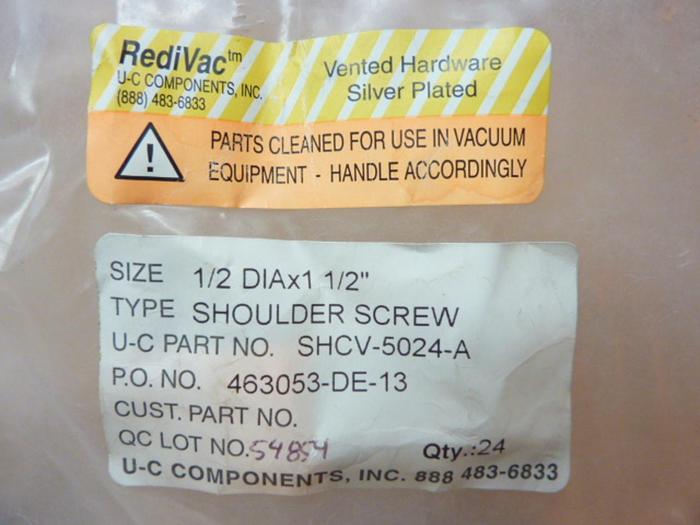 RediVac™
U-C COMPONENTS, INC.
(888) 483-6833
Vented Hardware
Silver Plated
!
PARTS CLEANED FOR USE IN VACUUM
EQUIPMENT - HANDLE ACCORDINGLY
SIZE 1/2 DIAx1 1/2"
TYPE SHOULDER SCREW
U-C PART NO. SHCV-5024-A
P.O. NO. 463053-DE-13
CUST. PART NO.
QC LOT NO. 54854 Qty.:24
U-C COMPONENTS, INC. 888 483-6833